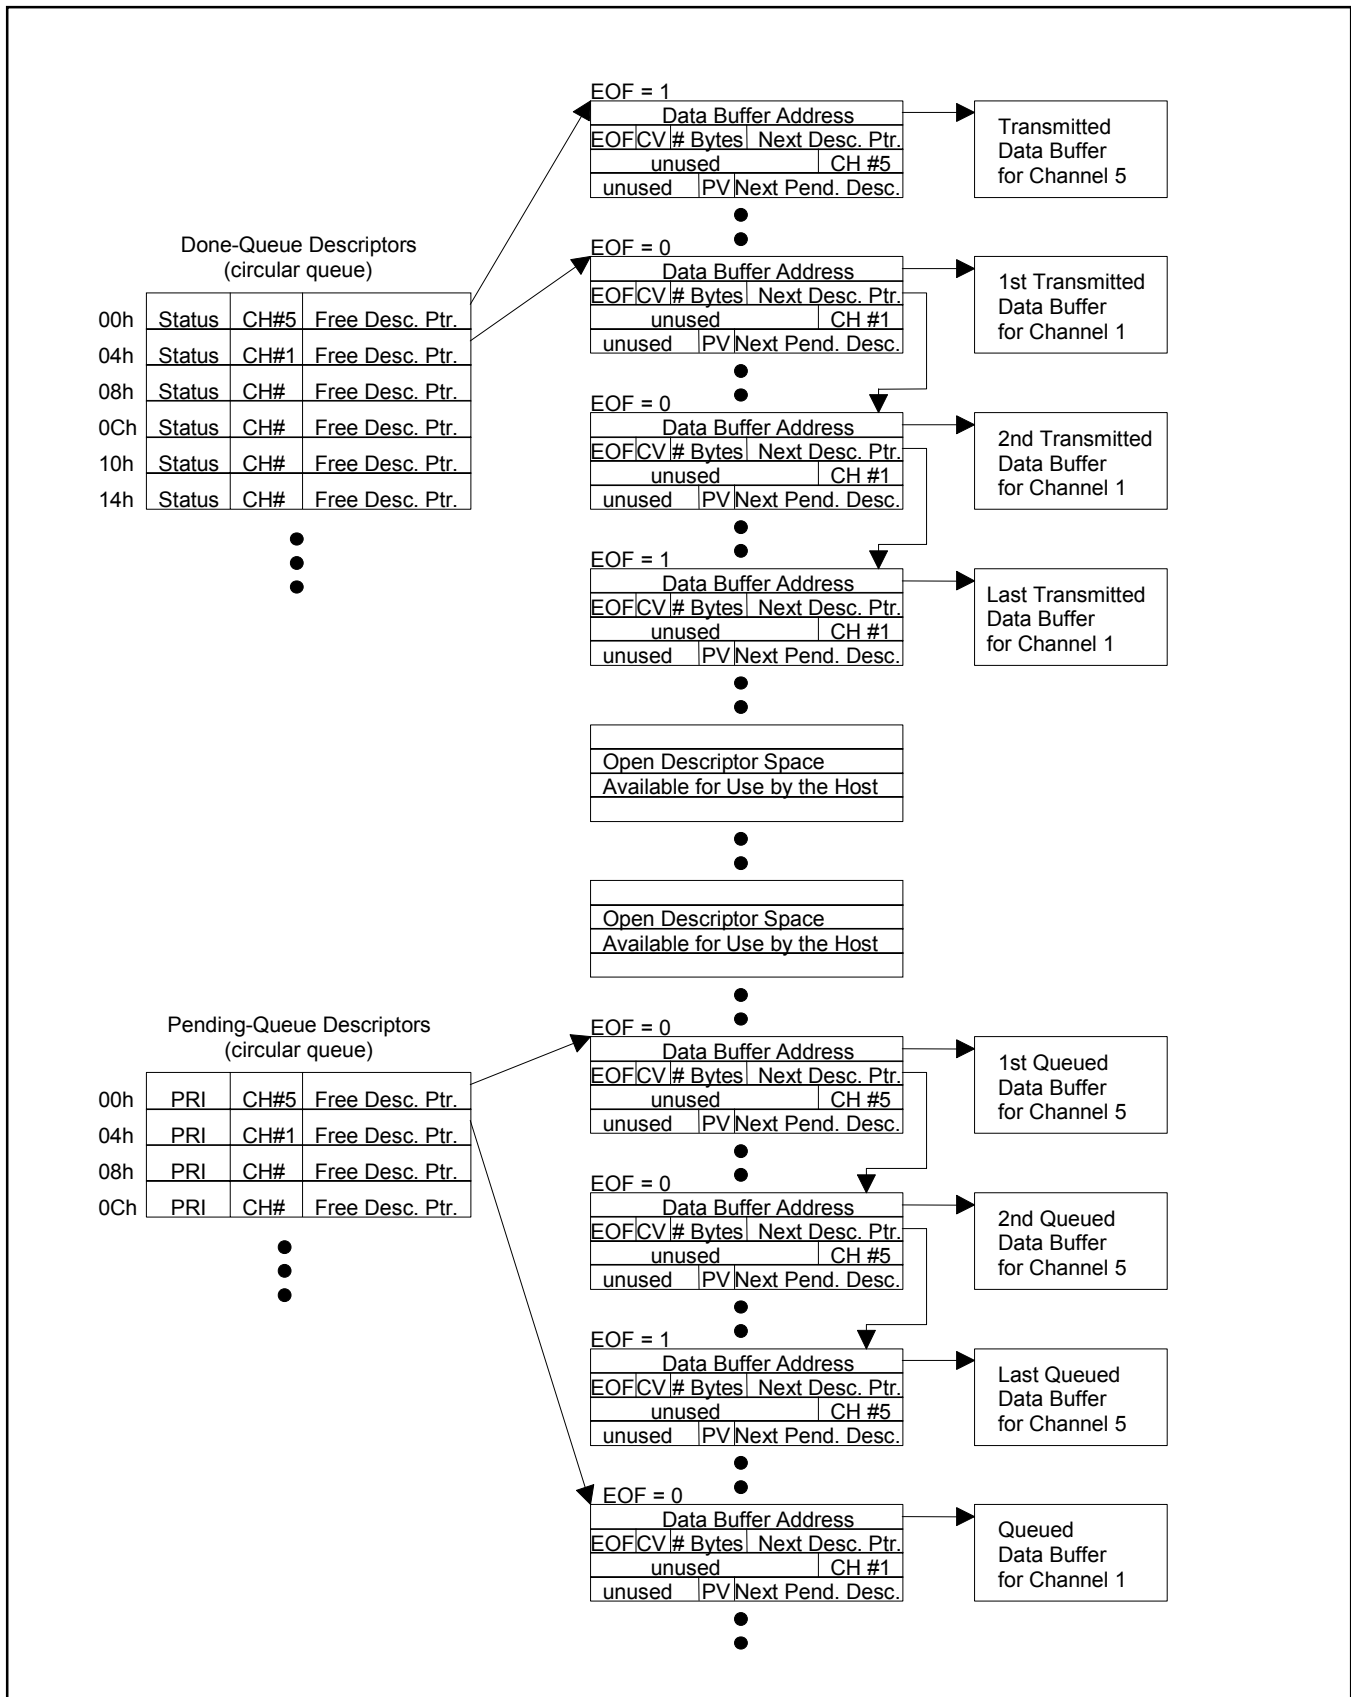 EOF = 1
Data Buffer Address
EOF CV # Bytes Next Desc. Ptr.
unused CH #5
unused PV Next Pend. Desc.
Transmitted
Data Buffer
for Channel 5
Done-Queue Descriptors
(circular queue)
00h Status CH#5 Free Desc. Ptr.
04h Status CH#1 Free Desc. Ptr.
08h Status CH# Free Desc. Ptr.
0Ch Status CH# Free Desc. Ptr.
10h Status CH# Free Desc. Ptr.
14h Status CH# Free Desc. Ptr.
EOF = 0
Data Buffer Address
EOF CV # Bytes Next Desc. Ptr.
unused CH #1
unused PV Next Pend. Desc.
1st Transmitted
Data Buffer
for Channel 1
EOF = 0
Data Buffer Address
EOF CV # Bytes Next Desc. Ptr.
unused CH #1
unused PV Next Pend. Desc.
2nd Transmitted
Data Buffer
for Channel 1
EOF = 1
Data Buffer Address
EOF CV # Bytes Next Desc. Ptr.
unused CH #1
unused PV Next Pend. Desc.
Last Transmitted
Data Buffer
for Channel 1
Open Descriptor Space
Available for Use by the Host
Open Descriptor Space
Available for Use by the Host
Pending-Queue Descriptors
(circular queue)
00h PRI CH#5 Free Desc. Ptr.
04h PRI CH#1 Free Desc. Ptr.
08h PRI CH# Free Desc. Ptr.
0Ch PRI CH# Free Desc. Ptr.
EOF = 0
Data Buffer Address
EOF CV # Bytes Next Desc. Ptr.
unused CH #5
unused PV Next Pend. Desc.
1st Queued
Data Buffer
for Channel 5
EOF = 0
Data Buffer Address
EOF CV # Bytes Next Desc. Ptr.
unused CH #5
unused PV Next Pend. Desc.
2nd Queued
Data Buffer
for Channel 5
EOF = 1
Data Buffer Address
EOF CV # Bytes Next Desc. Ptr.
unused CH #5
unused PV Next Pend. Desc.
Last Queued
Data Buffer
for Channel 5
EOF = 0
Data Buffer Address
EOF CV # Bytes Next Desc. Ptr.
unused CH #1
unused PV Next Pend. Desc.
Queued
Data Buffer
for Channel 1